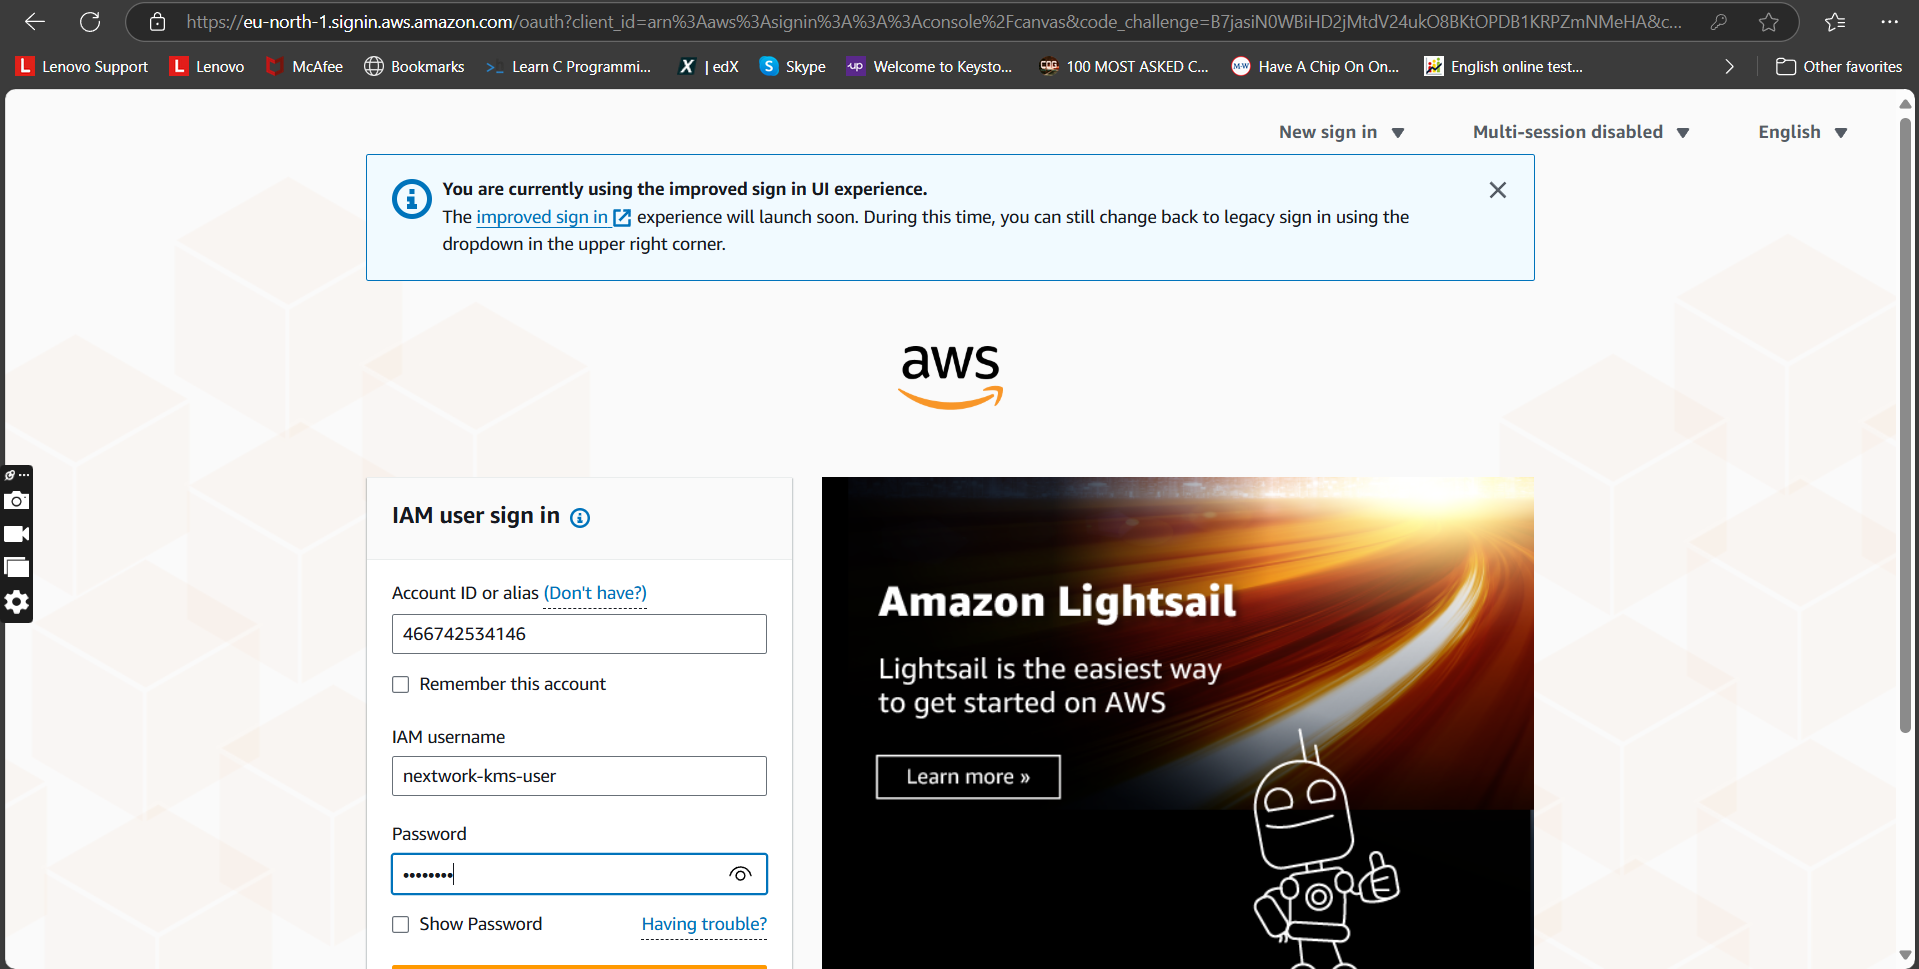 https://eu-north-1.signin.aws.amazon.com/oauth?client_id=arn%3Aaws%3Asignin%3A%3A%3Aconsole%2Fcanvas&code_challenge=B7jasiN0WBiHD2jMtdV24ukO8BKtOPDB1KRPZmNMeHA&c...
Lenovo Support
Lenovo
McAfee
Bookmarks
Learn C Programmi...
| edX
Skype
Welcome to Keysto...
100 MOST ASKED C...
Have A Chip On On...
English online test...
Other favorites
New sign in
Multi-session disabled
English
You are currently using the improved sign in UI experience.
The improved sign in experience will launch soon. During this time, you can still change back to legacy sign in using the
dropdown in the upper right corner.
aws
IAM user sign in
Account ID or alias (Don't have?)
466742534146
Remember this account
IAM username
nextwork-kms-user
Password
••••••••
Show Password
Having trouble?
Amazon Lightsail
Lightsail is the easiest way
to get started on AWS
Learn more »